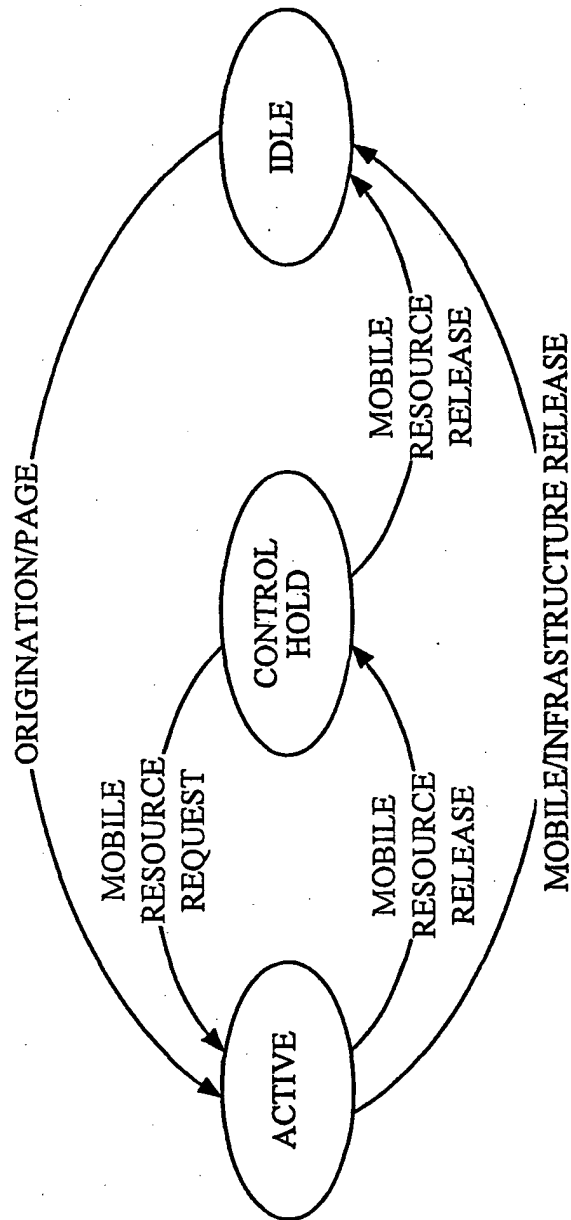 ORIGINATION/PAGE
MOBILE
RESOURCE
REQUEST
ACTIVE
CONTROL
HOLD
IDLE
MOBILE
RESOURCE
RELEASE
MOBILE
RESOURCE
RELEASE
MOBILE/INFRASTRUCTURE RELEASE